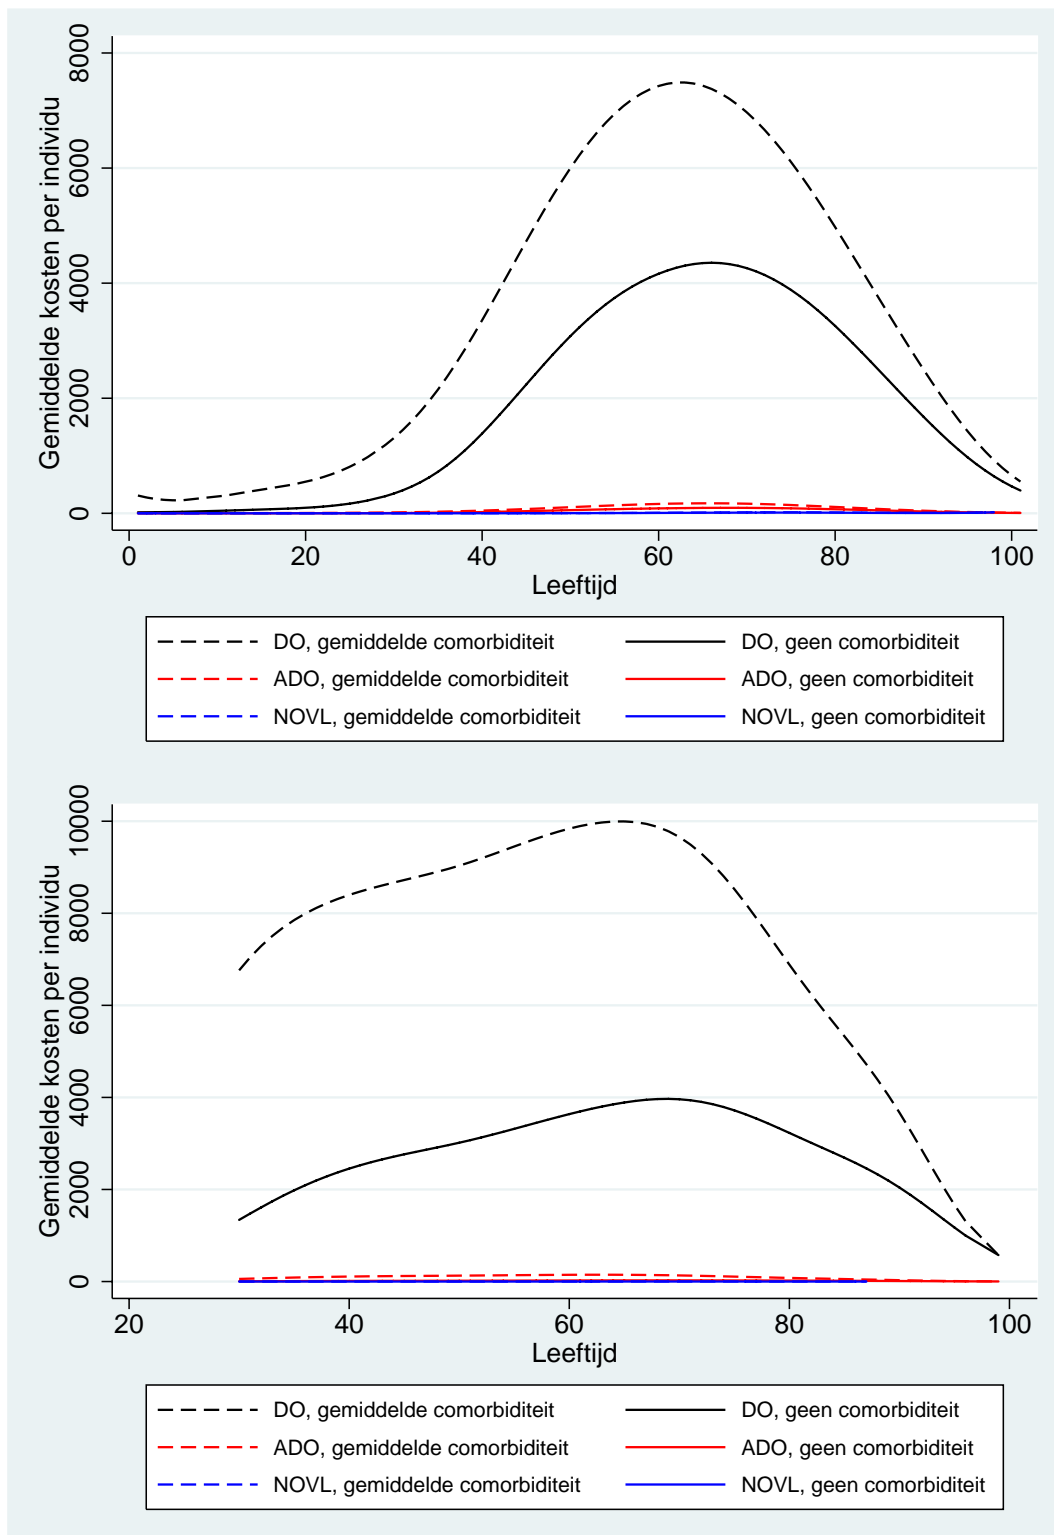 Gemiddelde kosten per individu
8000
6000
4000
2000
0
0 20 40 60 80 100
Leeftijd
DO, gemiddelde comorbiditeit DO, geen comorbiditeit
ADO, gemiddelde comorbiditeit ADO, geen comorbiditeit
NOVL, gemiddelde comorbiditeit NOVL, geen comorbiditeit
Gemiddelde kosten per individu
10000
8000
6000
4000
2000
0
20 40 60 80 100
Leeftijd
DO, gemiddelde comorbiditeit DO, geen comorbiditeit
ADO, gemiddelde comorbiditeit ADO, geen comorbiditeit
NOVL, gemiddelde comorbiditeit NOVL, geen comorbiditeit